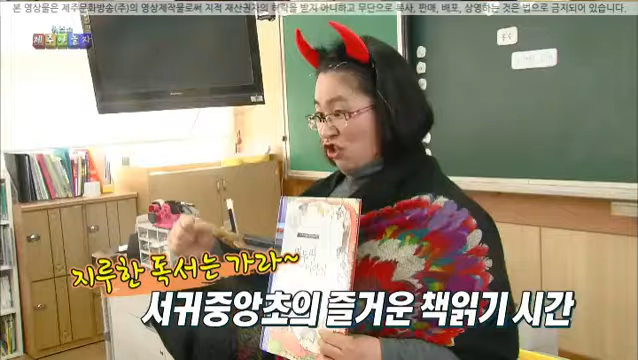 본 영상물은 제주문화방송(주)의 영상제작물로써 지적 재산권자의 허락을 받지 아니하고 무단으로 복사, 판매, 배포, 상영하는 것은 법으로 금지되어 있습니다.
지루한 독서는 가라~
서귀중앙초의 즐거운 책읽기 시간